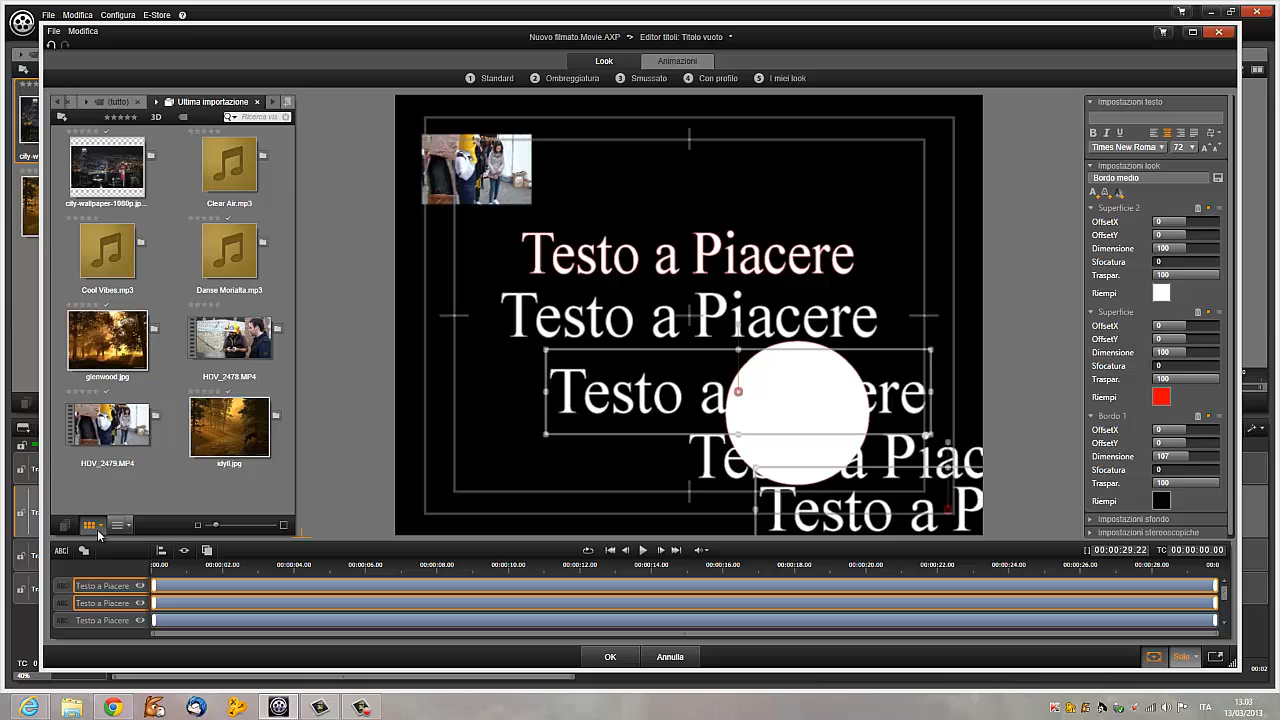 File Modifica Configura E-Store ?
File Modifica
Nuovo filmato.Movie.AXP > Editor titoli: Titolo vuoto •
Look Animazioni
1 Standard 2 Ombreggiatura 3 Smussato 4 Con profilo 5 I miei look
(tutto) × Ultima importazione ×
3D Ricerca vis
city-wallpaper-1080p.jp...
Clear Air.mp3
Cool Vibes.mp3
Danse Morialta.mp3
glenwood.jpg
HDV_2478.MP4
HDV_2479.MP4
idyll.jpg
city-w
Testo a Piacere
Testo a Piacere
Testo a ere
Te a Piac
Testo a P
Impostazioni testo
B I U
Times New Roma 72
Impostazioni look
Bordo medio
Superficie 2
OffsetX 0
OffsetY 0
Dimensione 100
Sfocatura 0
Traspar. 100
Riempi
Superficie
OffsetX 0
OffsetY 0
Dimensione 100
Sfocatura 0
Traspar. 100
Riempi
Bordo 1
OffsetX 0
OffsetY 0
Dimensione 107
Sfocatura 0
Traspar. 100
Riempi
Impostazioni sfondo
Impostazioni stereoscopiche
ABC
[] 00:00:29.22 TC 00:00:00.00
:00.00 00:00:02.00 00:00:04.00 00:00:06.00 00:00:08.00 00:00:10.00 00:00:12.00 00:00:14.00 00:00:16.00 00:00:18.00 00:00:20.00 00:00:22.00 00:00:24.00 00:00:26.00 00:00:28.00 00:0
ABC Testo a Piacere
ABC Testo a Piacere
ABC Testo a Piacere
OK Annulla
Solo
TC 0
00:02
40%
ITA
13.03
13/03/2013